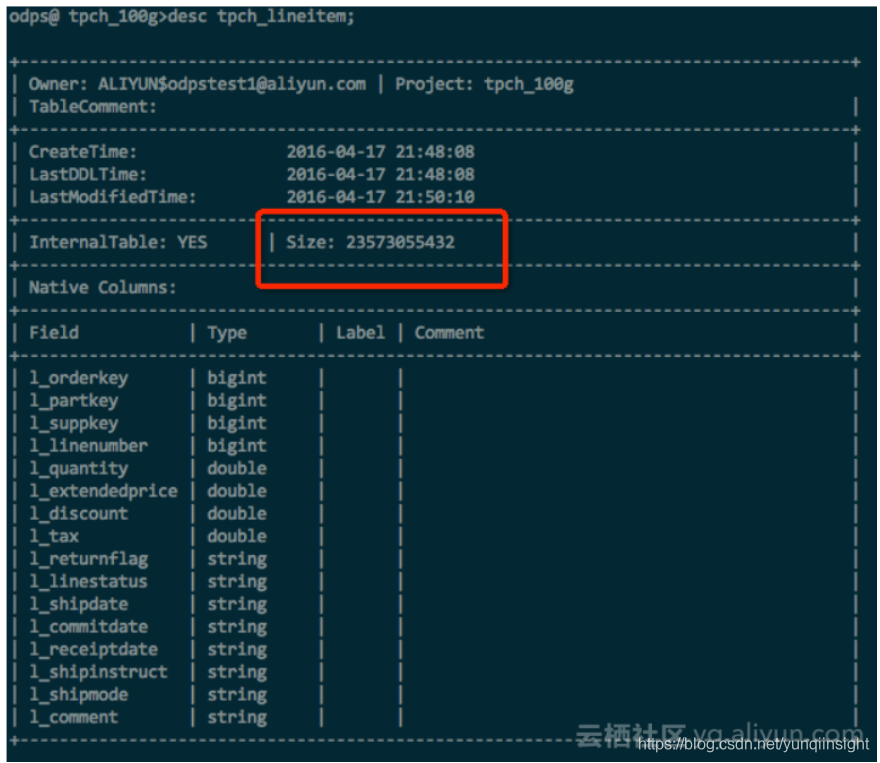 odps@ tpch_100g>desc tpch_lineitem;
| Owner: ALIYUN$odpstest1@aliyun.com | Project: tpch_100g
| TableComment: |
| CreateTime: 2016-04-17 21:48:08 |
| LastDDLTime: 2016-04-17 21:48:08 |
| LastModifiedTime: 2016-04-17 21:50:10 |
| InternalTable: YES | Size: 23573055432 |
| Native Columns: |
| Field | Type | Label | Comment |
| l_orderkey | bigint | | |
| l_partkey | bigint | | |
| l_suppkey | bigint | | |
| l_linenumber | bigint | | |
| l_quantity | double | | |
| l_extendedprice | double | | |
| l_discount | double | | |
| l_tax | double | | |
| l_returnflag | string | | |
| l_linestatus | string | | |
| l_shipdate | string | | |
| l_commitdate | string | | |
| l_receiptdate | string | | |
| l_shipinstruct | string | | |
| l_shipmode | string | | |
| l_comment | string | | |
云栖社区 yq.aliyun.com
https://blog.csdn.net/yunqiinsight